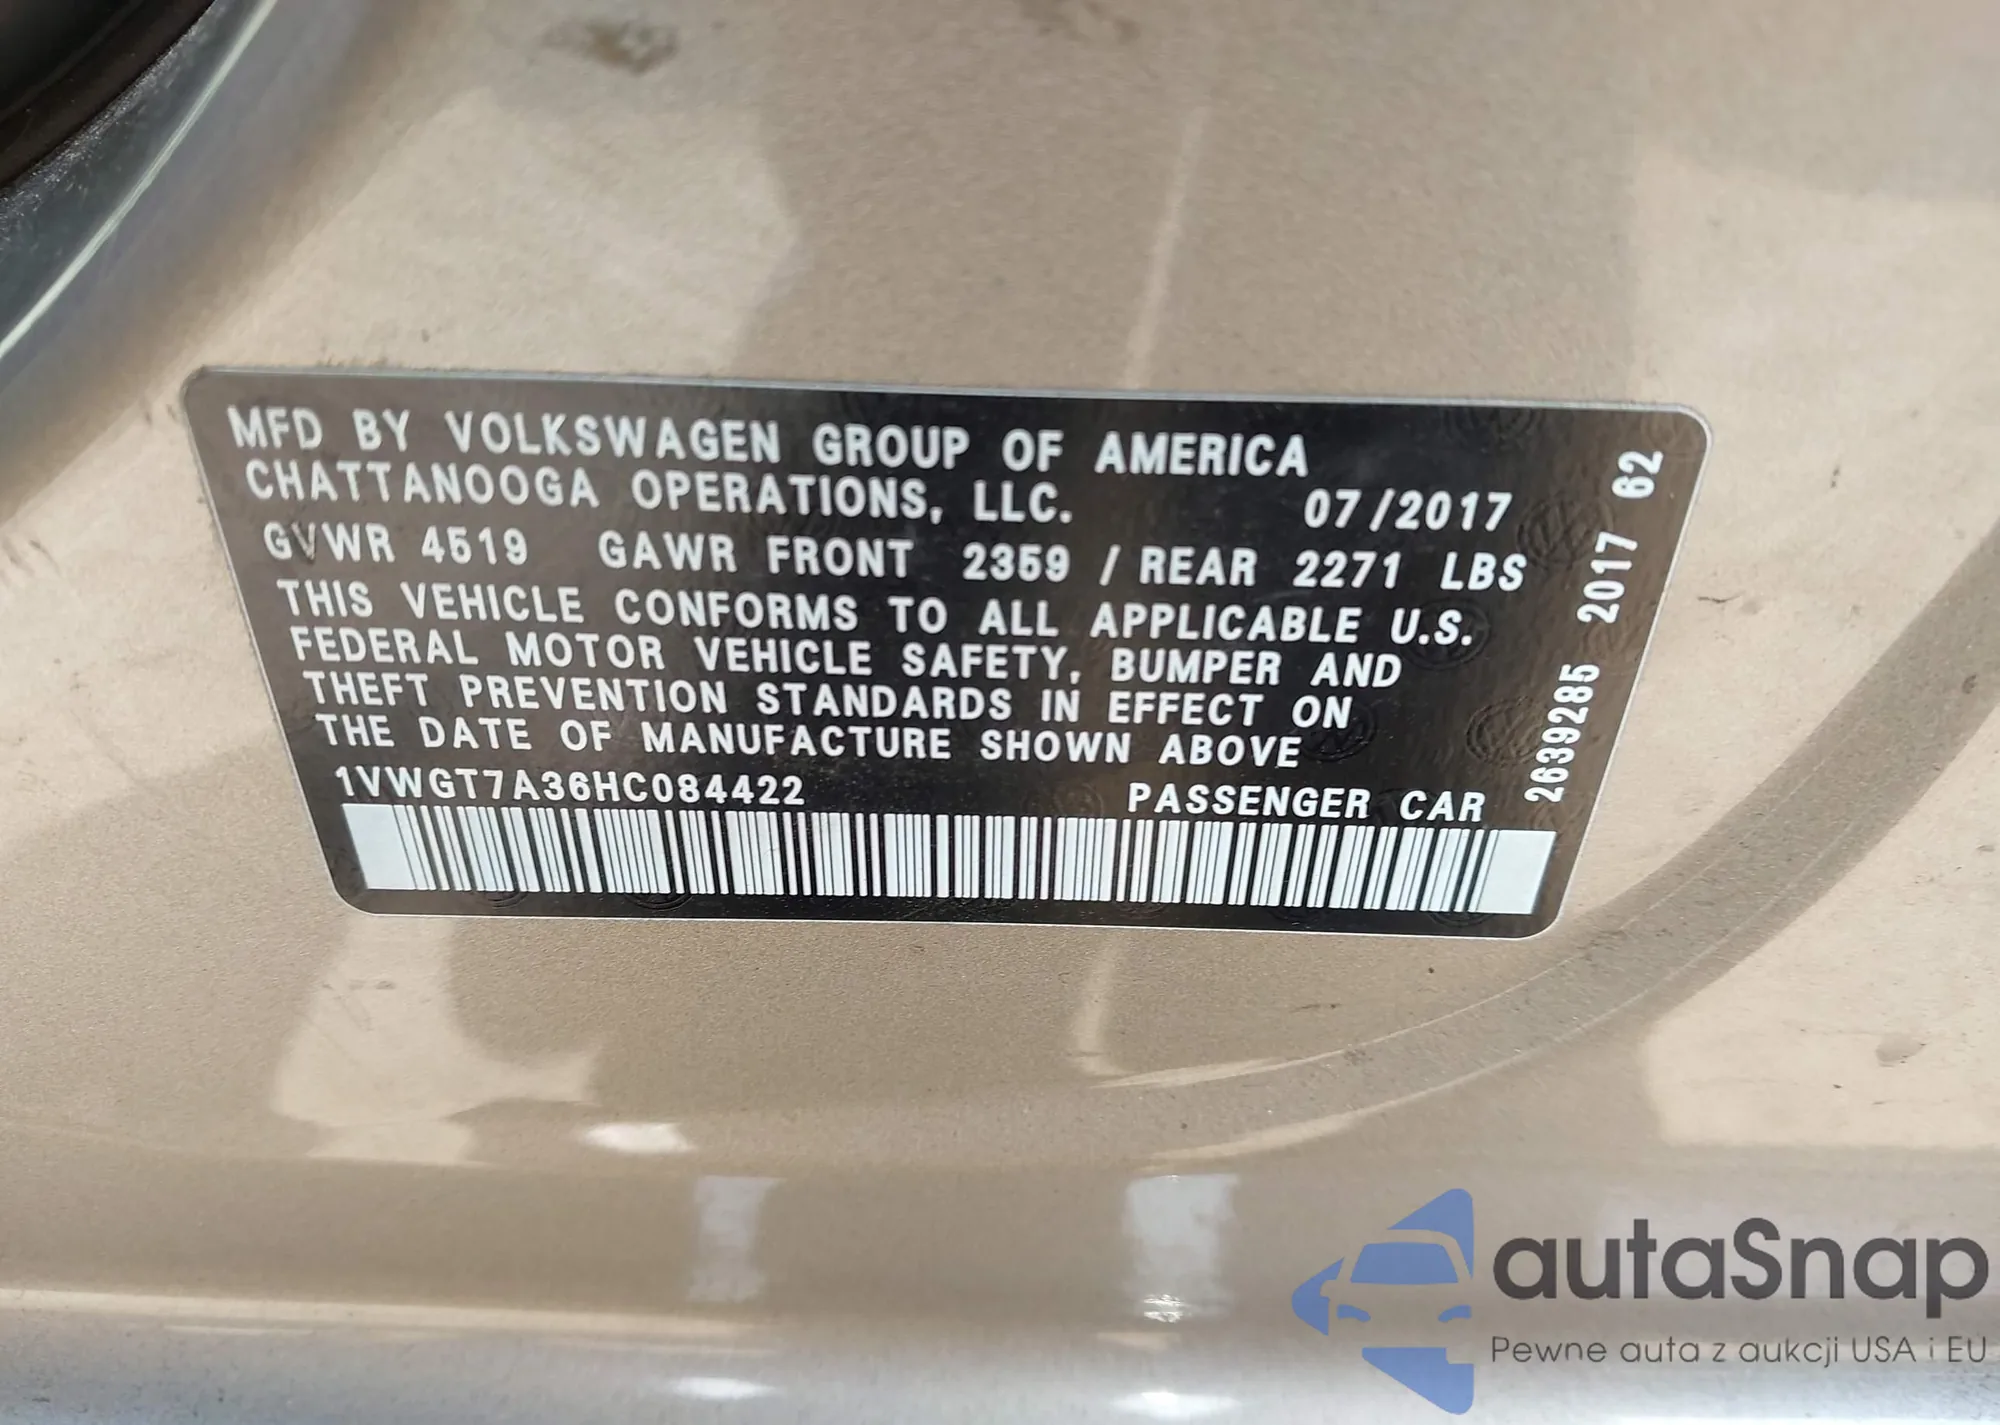 MFD BY VOLKSWAGEN GROUP OF AMERICA
CHATTANOOGA OPERATIONS, LLC. 07/2017
GVWR 4519 GAWR FRONT 2359 / REAR 2271 LBS
THIS VEHICLE CONFORMS TO ALL APPLICABLE U.S.
FEDERAL MOTOR VEHICLE SAFETY, BUMPER AND
THEFT PREVENTION STANDARDS IN EFFECT ON
THE DATE OF MANUFACTURE SHOWN ABOVE
1VWGT7A36HC084422 PASSENGER CAR
2639285 2017 62
autaSnap
Pewne auta z aukcji USA i EU